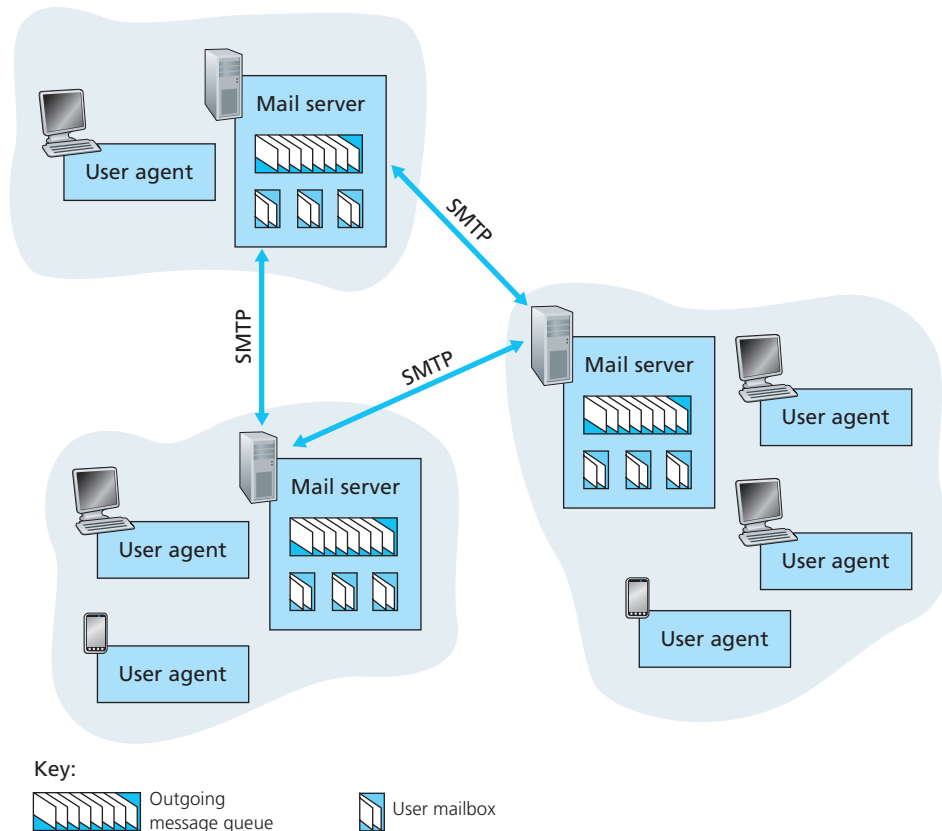 Mail server
User agent
SMTP
SMTP
SMTP
Mail server
User agent
User agent
Mail server
User agent
User agent
User agent
Key:
Outgoing
message queue
User mailbox